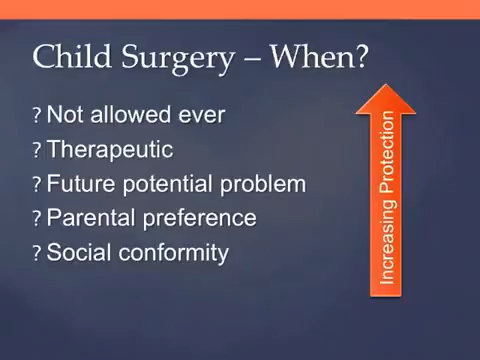 Child Surgery – When?
? Not allowed ever
? Therapeutic
? Future potential problem
? Parental preference
? Social conformity
Increasing Protection